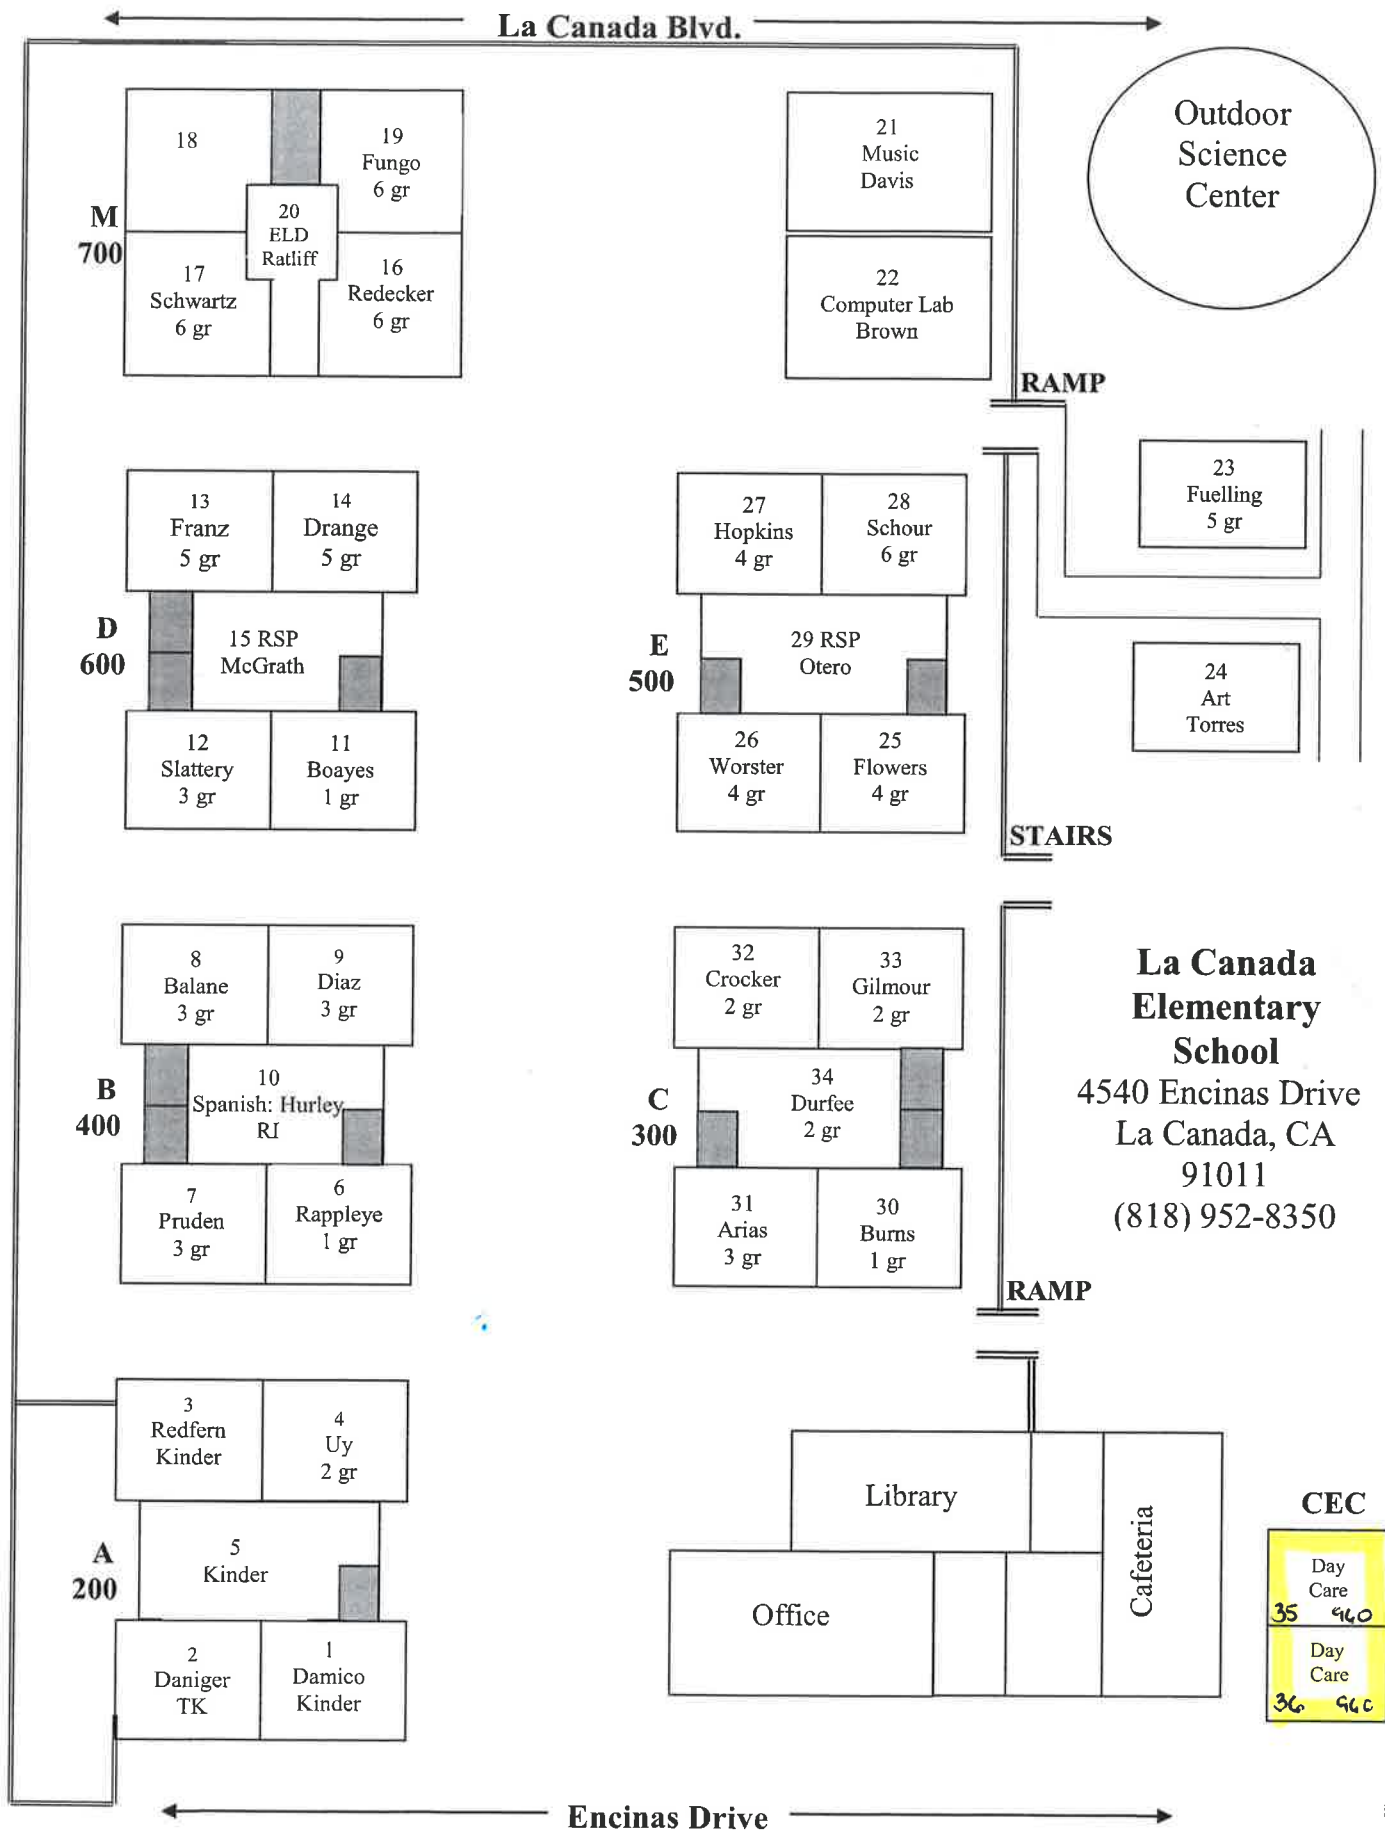 La Canada Blvd.
18
19
Fungo
6 gr
20
ELD
Ratliff
M
700
17
Schwartz
6 gr
16
Redecker
6 gr
21
Music
Davis
22
Computer Lab
Brown
Outdoor
Science
Center
RAMP
13
Franz
5 gr
14
Drange
5 gr
D
600
15 RSP
McGrath
12
Slattery
3 gr
11
Boayes
1 gr
27
Hopkins
4 gr
28
Schour
6 gr
E
500
29 RSP
Otero
26
Worster
4 gr
25
Flowers
4 gr
23
Fuelling
5 gr
24
Art
Torres
STAIRS
8
Balane
3 gr
9
Diaz
3 gr
B
400
10
Spanish: Hurley
RI
7
Pruden
3 gr
6
Rappleye
1 gr
32
Crocker
2 gr
33
Gilmour
2 gr
C
300
34
Durfee
2 gr
31
Arias
3 gr
30
Burns
1 gr
La Canada
Elementary
School
4540 Encinas Drive
La Canada, CA
91011
(818) 952-8350
RAMP
3
Redfern
Kinder
4
Uy
2 gr
A
200
5
Kinder
2
Daniger
TK
1
Damico
Kinder
Library
Office
Cafeteria
CEC
Day
Care
35 940
Day
Care
36 960
Encinas Drive